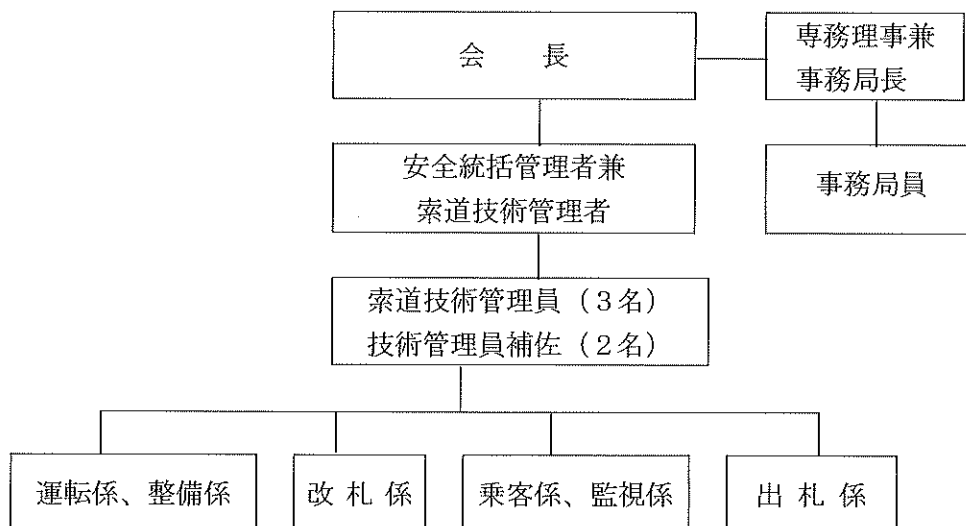 会　　長
専務理事兼
事務局長
安全統括管理者兼
索道技術管理者
事務局員
索道技術管理員（３名）
技術管理員補佐（２名）
運転係、整備係
改 札 係
乗客係、監視係
出 札 係